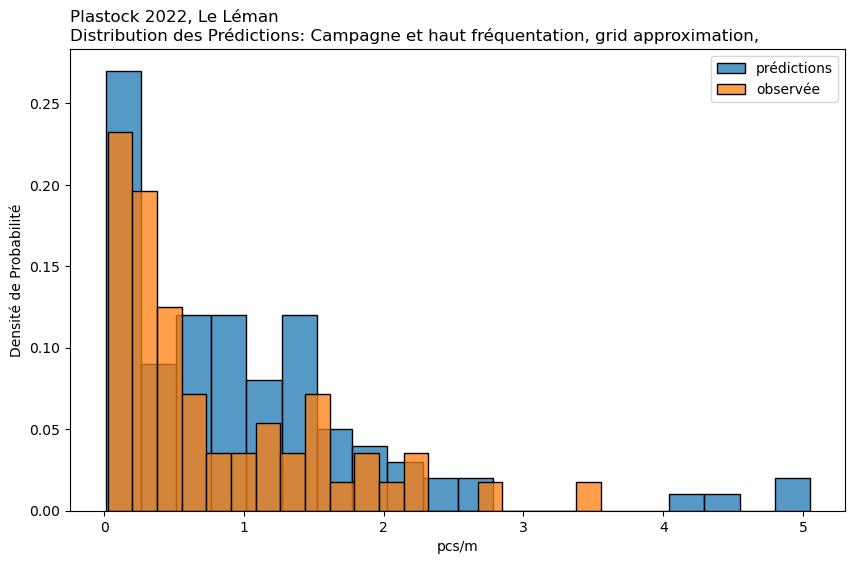 Plastock 2022, Le Léman
Distribution des Prédictions: Campagne et haut fréquentation, grid approximation,
prédictions
observée
Densité de Probabilité
0.25
0.20
0.15
0.10
0.05
0.00
0 1 2 3 4 5
pcs/m